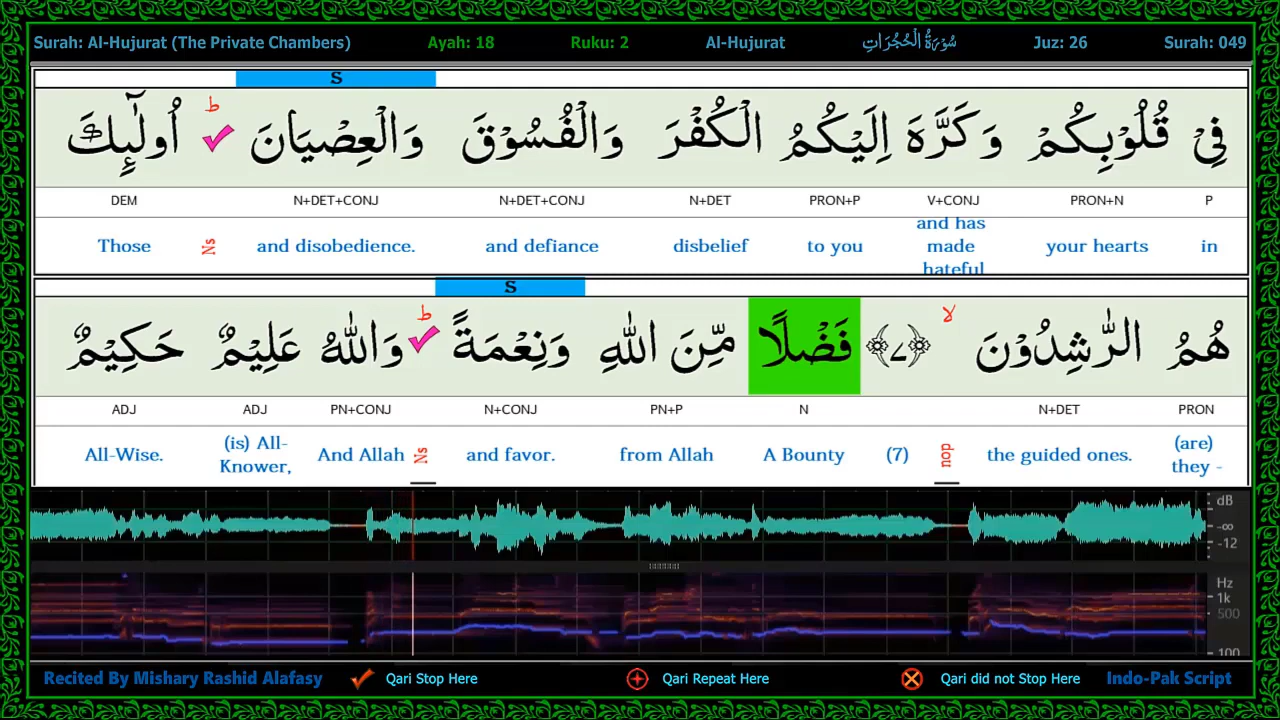 Surah: Al-Hujurat (The Private Chambers) Ayah: 18 Ruku: 2 Al-Hujurat سُوْرَةُ الْحُجُرَاتِ Juz: 26 Surah: 049
S
فِيْ قُلُوْبِكُمْ وَكَرَّهَ اِلَيْكُمُ الْكُفْرَ وَالْفُسُوْقَ وَالْعِصْيَانَ ؕ اُولٰٓئِكَ
DEM N+DET+CONJ N+DET+CONJ N+DET PRON+P V+CONJ PRON+N P
Those Ns and disobedience. and defiance disbelief to you and has made hateful your hearts in
S
هُمُ الرّٰشِدُوْنَ ۙ ﴿۷﴾ فَضْلًا مِّنَ اللّٰهِ وَنِعْمَةً ؕ وَاللّٰهُ عَلِيْمٌ حَكِيْمٌ
ADJ ADJ PN+CONJ N+CONJ PN+P N N+DET PRON
All-Wise. (is) All-Knower, And Allah Ns and favor. from Allah A Bounty (7) nop the guided ones. (are) they -
dB
-∞
-12
Hz
1k
500
100
Recited By Mishary Rashid Alafasy Qari Stop Here Qari Repeat Here Qari did not Stop Here Indo-Pak Script